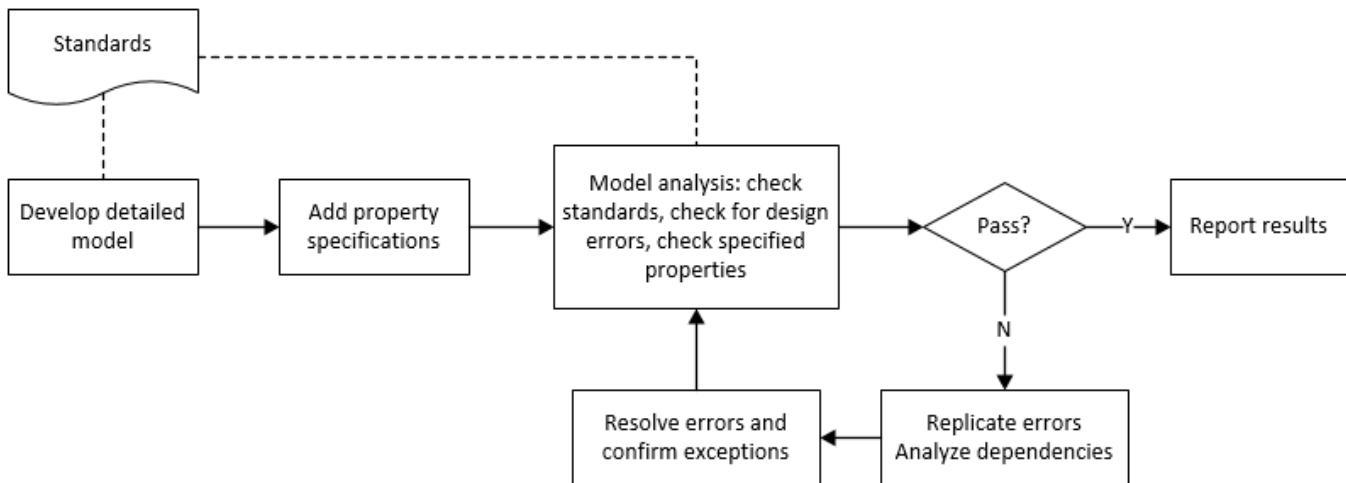 Standards
Develop detailed
model
Add property
specifications
Model analysis: check
standards, check for design
errors, check specified
properties
Pass?
Y
Report results
N
Replicate errors
Analyze dependencies
Resolve errors and
confirm exceptions